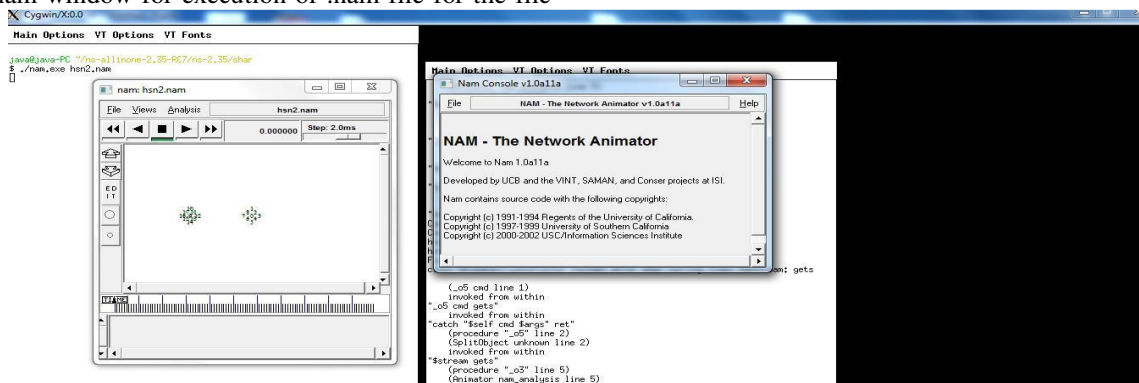 nam window for execution of .nam file for the file
Cygwin/X:0.0
Main Options VT Options VT Fonts
java@java-PC "/ns-allinone-2.35-RC7/ns-2.35/shar
$ ./nam.exe hsn2.nam
nam: hsn2.nam
File Views Analysis hsn2.nam
0.000000 Step: 2.0ms
ED
IT
TIME
Main Options VT Options VT Fonts
Nam Console v1.0a11a
File NAM - The Network Animator v1.0a11a Help
NAM - The Network Animator
Welcome to Nam 1.0a11a
Developed by UCB and the VINT, SAMAN, and Conser projects at ISI.
Nam contains source code with the following copyrights:
Copyright (c) 1991-1994 Regents of the University of California.
Copyright (c) 1997-1999 University of Southern California
Copyright (c) 2000-2002 USC/Information Sciences Institute
gets
(_o5 cmd line 1)
invoked from within
"_o5 cmd gets"
invoked from within
"catch "$self cmd $args" ret"
(procedure "_o5" line 2)
(SplitObject unknown line 2)
invoked from within
"$stream gets"
(procedure "_o3" line 5)
(Animator nam_analysis line 5)